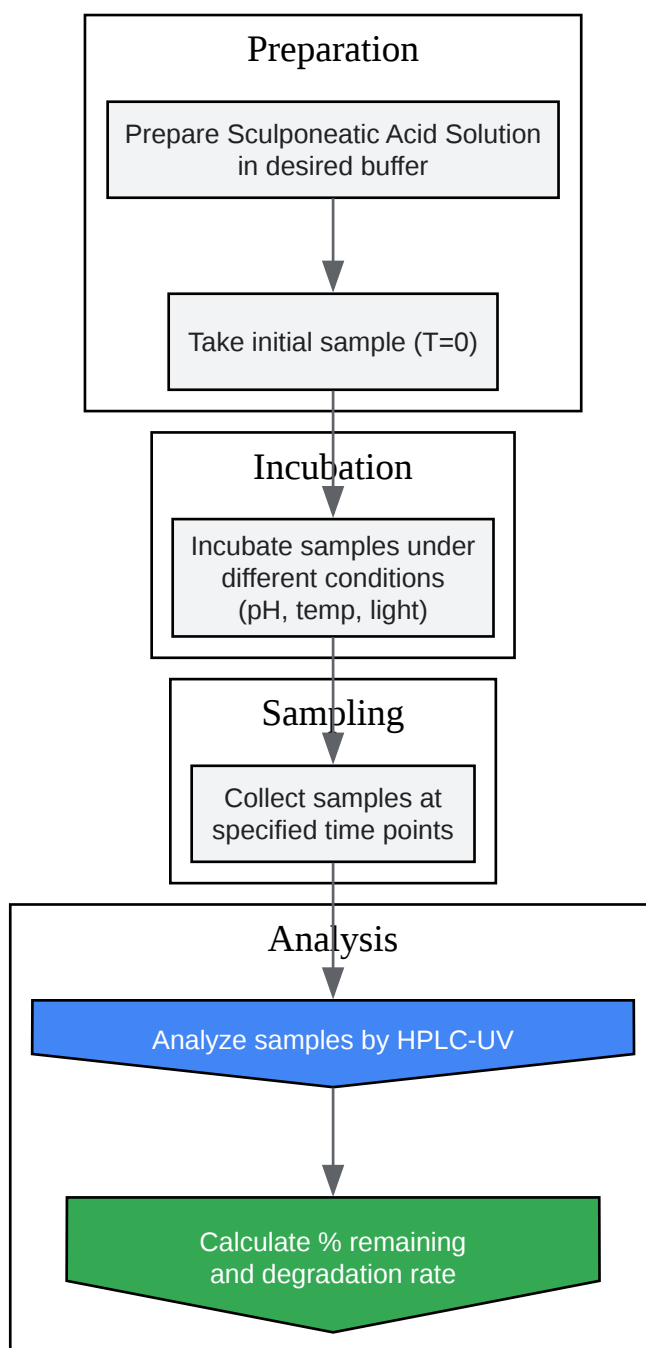 Preparation
Prepare Sculponeatic Acid Solution
in desired buffer
Take initial sample (T=0)
Incubation
Incubate samples under
different conditions
(pH, temp, light)
Sampling
Collect samples at
specified time points
Analysis
Analyze samples by HPLC-UV
Calculate % remaining
and degradation rate